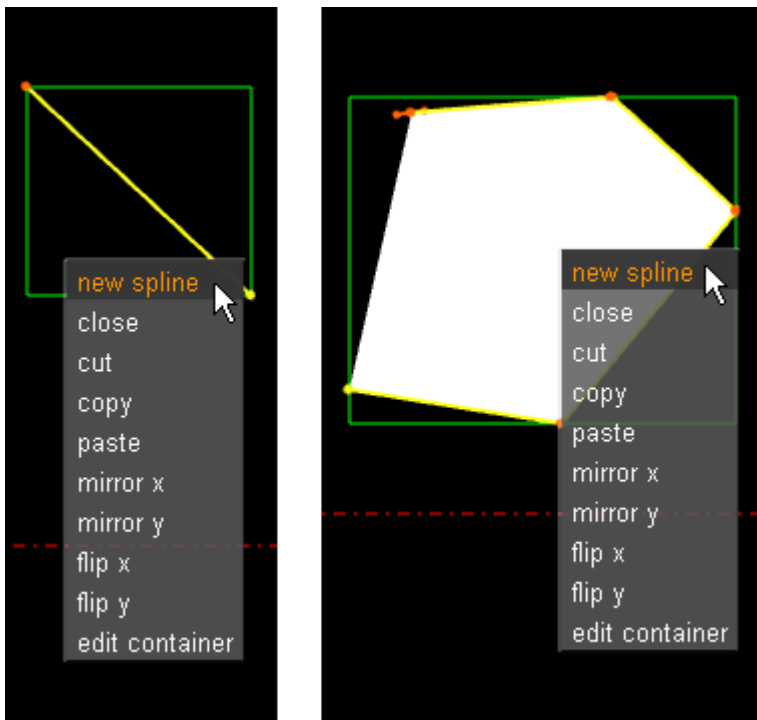 new spline
close
cut
copy
paste
mirror x
mirror y
flip x
flip y
edit container
new spline
close
cut
copy
paste
mirror x
mirror y
flip x
flip y
edit container